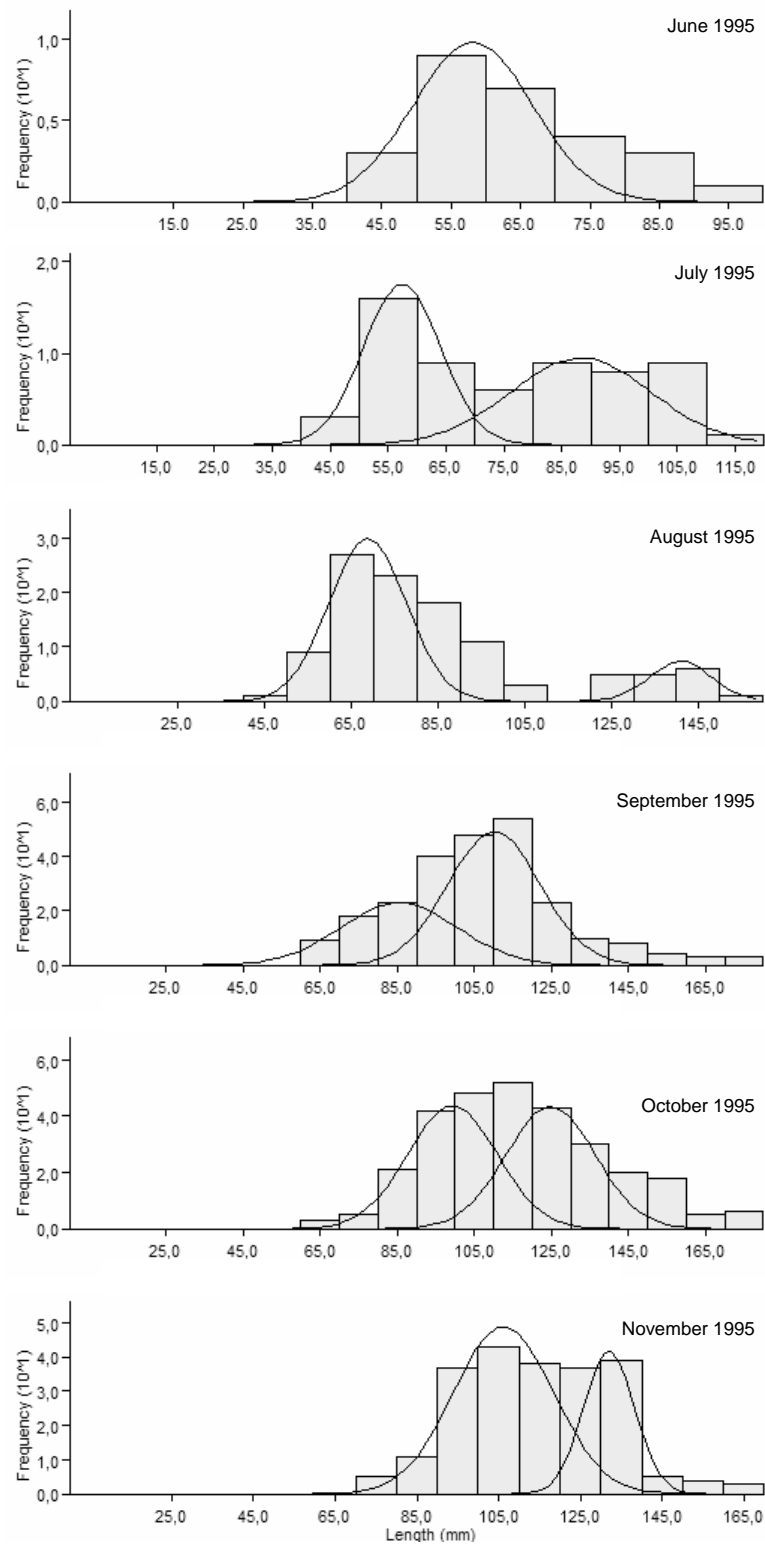 June 1995
Frequency (10^1)
1,0
0,5
0,0
15.0 25.0 35.0 45.0 55.0 65.0 75.0 85.0 95.0
July 1995
Frequency (10^1)
2,0
1,0
0,0
15,0 25,0 35,0 45,0 55,0 65,0 75,0 85,0 95,0 105,0 115,0
August 1995
Frequency (10^1)
3,0
2,0
1,0
0,0
25,0 45,0 65,0 85,0 105,0 125,0 145,0
September 1995
Frequency (10^1)
6,0
4,0
2,0
0,0
25,0 45,0 65,0 85,0 105,0 125,0 145,0 165,0
October 1995
Frequency (10^1)
6,0
4,0
2,0
0,0
25,0 45,0 65,0 85,0 105,0 125,0 145,0 165,0
November 1995
Frequency (10^1)
5,0
4,0
3,0
2,0
1,0
0,0
25,0 45,0 65,0 85,0 105,0 125,0 145,0 165,0
Length (mm)